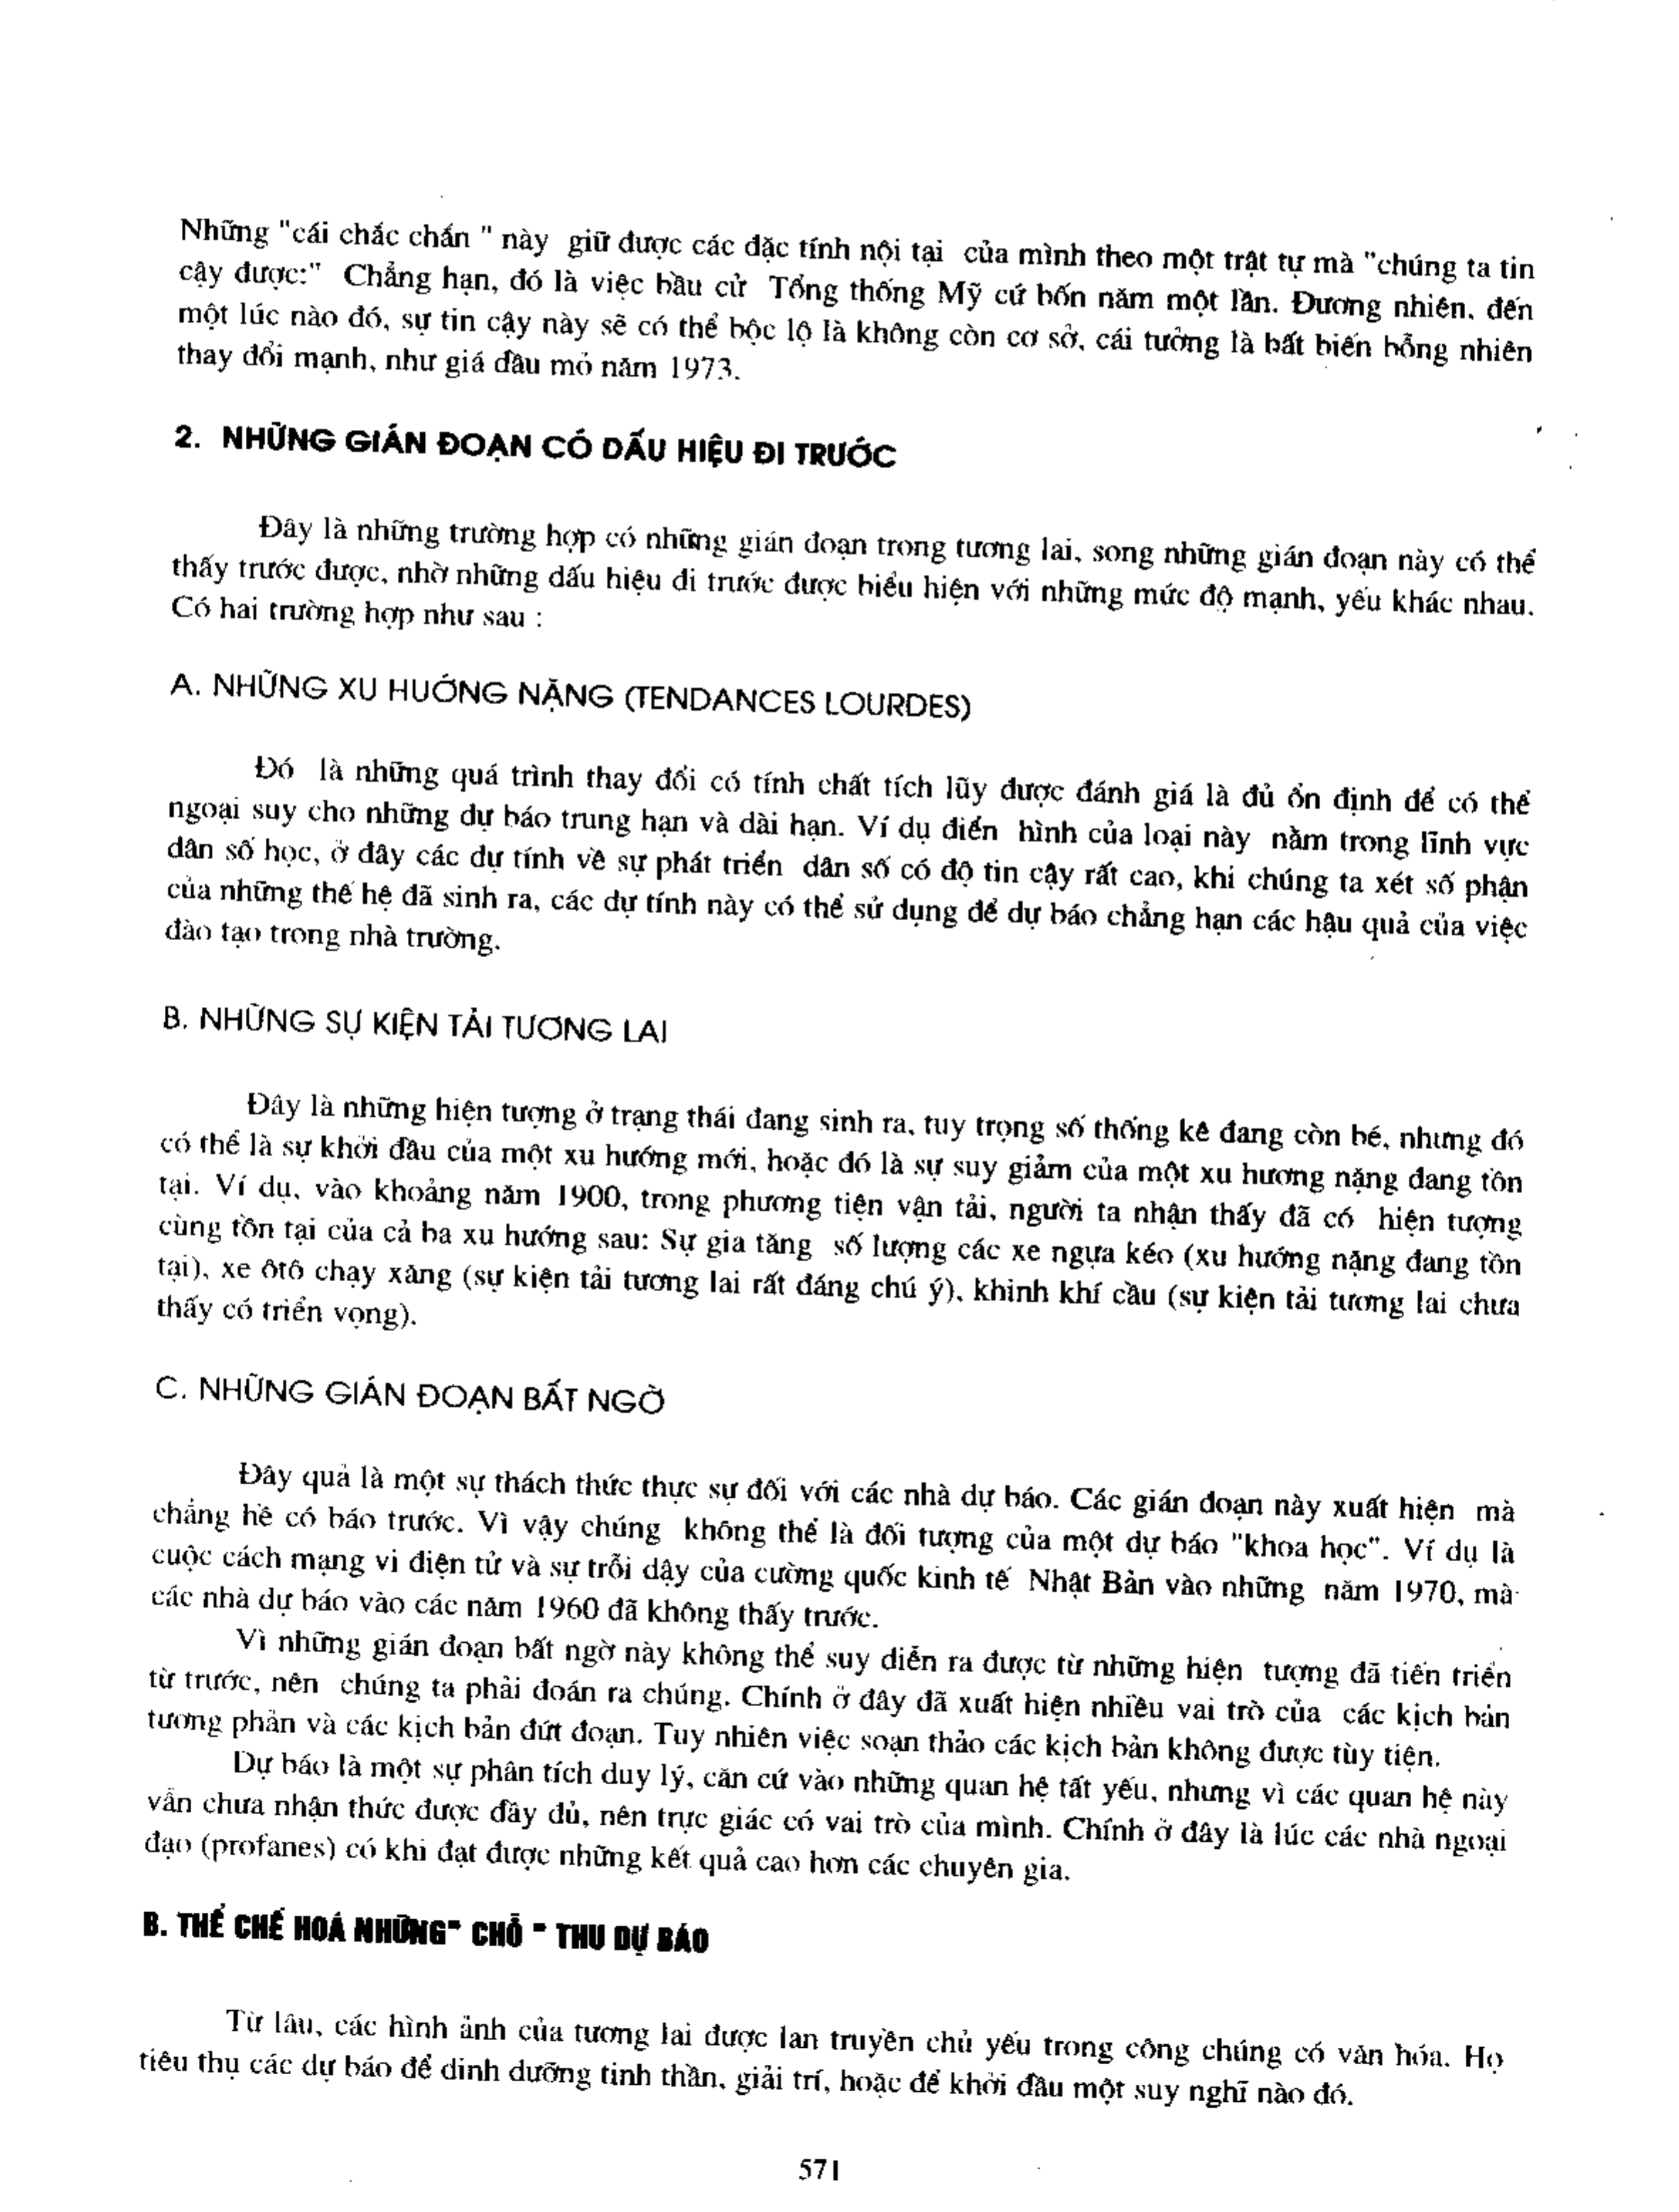 Những "cái chắc chắn " này giữ được các đặc tính nội tại của mình theo một trật tự mà "chúng ta tin
cậy được:" Chẳng hạn, đó là việc bầu cử Tổng thống Mỹ cứ bốn năm một lần. Đương nhiên, đến
một lúc nào đó, sự tin cậy này sẽ có thể bộc lộ là không còn cơ sở, cái tưởng là bất biến bỗng nhiên
thay đổi mạnh, như giá dầu mỏ năm 1973.
2. NHỮNG GIÁN ĐOẠN CÓ DẤU HIỆU ĐI TRƯỚC
Đây là những trường hợp có những gián đoạn trong tương lai, song những gián đoạn này có thể
thấy trước được, nhờ những dấu hiệu đi trước được biểu hiện với những mức độ mạnh, yếu khác nhau.
Có hai trường hợp như sau :
A. NHỮNG XU HUỚNG NẶNG (TENDANCES LOURDES)
Đó là những quá trình thay đổi có tính chất tích lũy được đánh giá là đủ ổn định để có thể
ngoại suy cho những dự báo trung hạn và dài hạn. Ví dụ điển hình của loại này nằm trong lĩnh vực
dân số học, ở đây các dự tính về sự phát triển dân số có độ tin cậy rất cao, khi chúng ta xét số phận
của những thế hệ đã sinh ra, các dự tính này có thể sử dụng để dự báo chẳng hạn các hậu quả của việc
đào tạo trong nhà trường.
B. NHỮNG SỰ KIỆN TẢI TƯƠNG LAI
Đây là những hiện tượng ở trạng thái đang sinh ra, tuy trọng số thống kê đang còn bé, nhưng đó
có thể là sự khởi đầu của một xu hướng mới, hoặc đó là sự suy giảm của một xu hương nặng đang tồn
tại. Ví dụ, vào khoảng năm 1900, trong phương tiện vận tải, người ta nhận thấy đã có hiện tượng
cùng tồn tại của cả ba xu hướng sau: Sự gia tăng số lượng các xe ngựa kéo (xu hướng nặng đang tồn
tại), xe ôtô chạy xăng (sự kiện tải tương lai rất đáng chú ý), khinh khí cầu (sự kiện tải tương lai chưa
thấy có triển vọng).
C. NHỮNG GIÁN ĐOẠN BẤT NGỜ
Đây quả là một sự thách thức thực sự đối với các nhà dự báo. Các gián đoạn này xuất hiện mà
chẳng hề có báo trước. Vì vậy chúng không thể là đối tượng của một dự báo "khoa học". Ví dụ là
cuộc cách mạng vi điện tử và sự trỗi dậy của cường quốc kinh tế Nhật Bản vào những năm 1970, mà
các nhà dự báo vào các năm 1960 đã không thấy trước.
Vì những gián đoạn bất ngờ này không thể suy diễn ra được từ những hiện tượng đã tiến triển
từ trước, nên chúng ta phải đoán ra chúng. Chính ở đây đã xuất hiện nhiều vai trò của các kịch bản
tương phản và các kịch bản đứt đoạn. Tuy nhiên việc soạn thảo các kịch bản không được tùy tiện.
Dự báo là một sự phân tích duy lý, căn cứ vào những quan hệ tất yếu, nhưng vì các quan hệ này
vẫn chưa nhận thức được đầy đủ, nên trực giác có vai trò của mình. Chính ở đây là lúc các nhà ngoại
đạo (profanes) có khi đạt được những kết quả cao hơn các chuyên gia.
B. THỂ CHẾ HOÁ NHỮNG" CHỖ " THU DỰ BÁO
Từ lâu, các hình ảnh của tương lai được lan truyền chủ yếu trong công chúng có văn hóa. Họ
tiêu thụ các dự báo để dinh dưỡng tinh thần, giải trí, hoặc để khởi đầu một suy nghĩ nào đó.
571